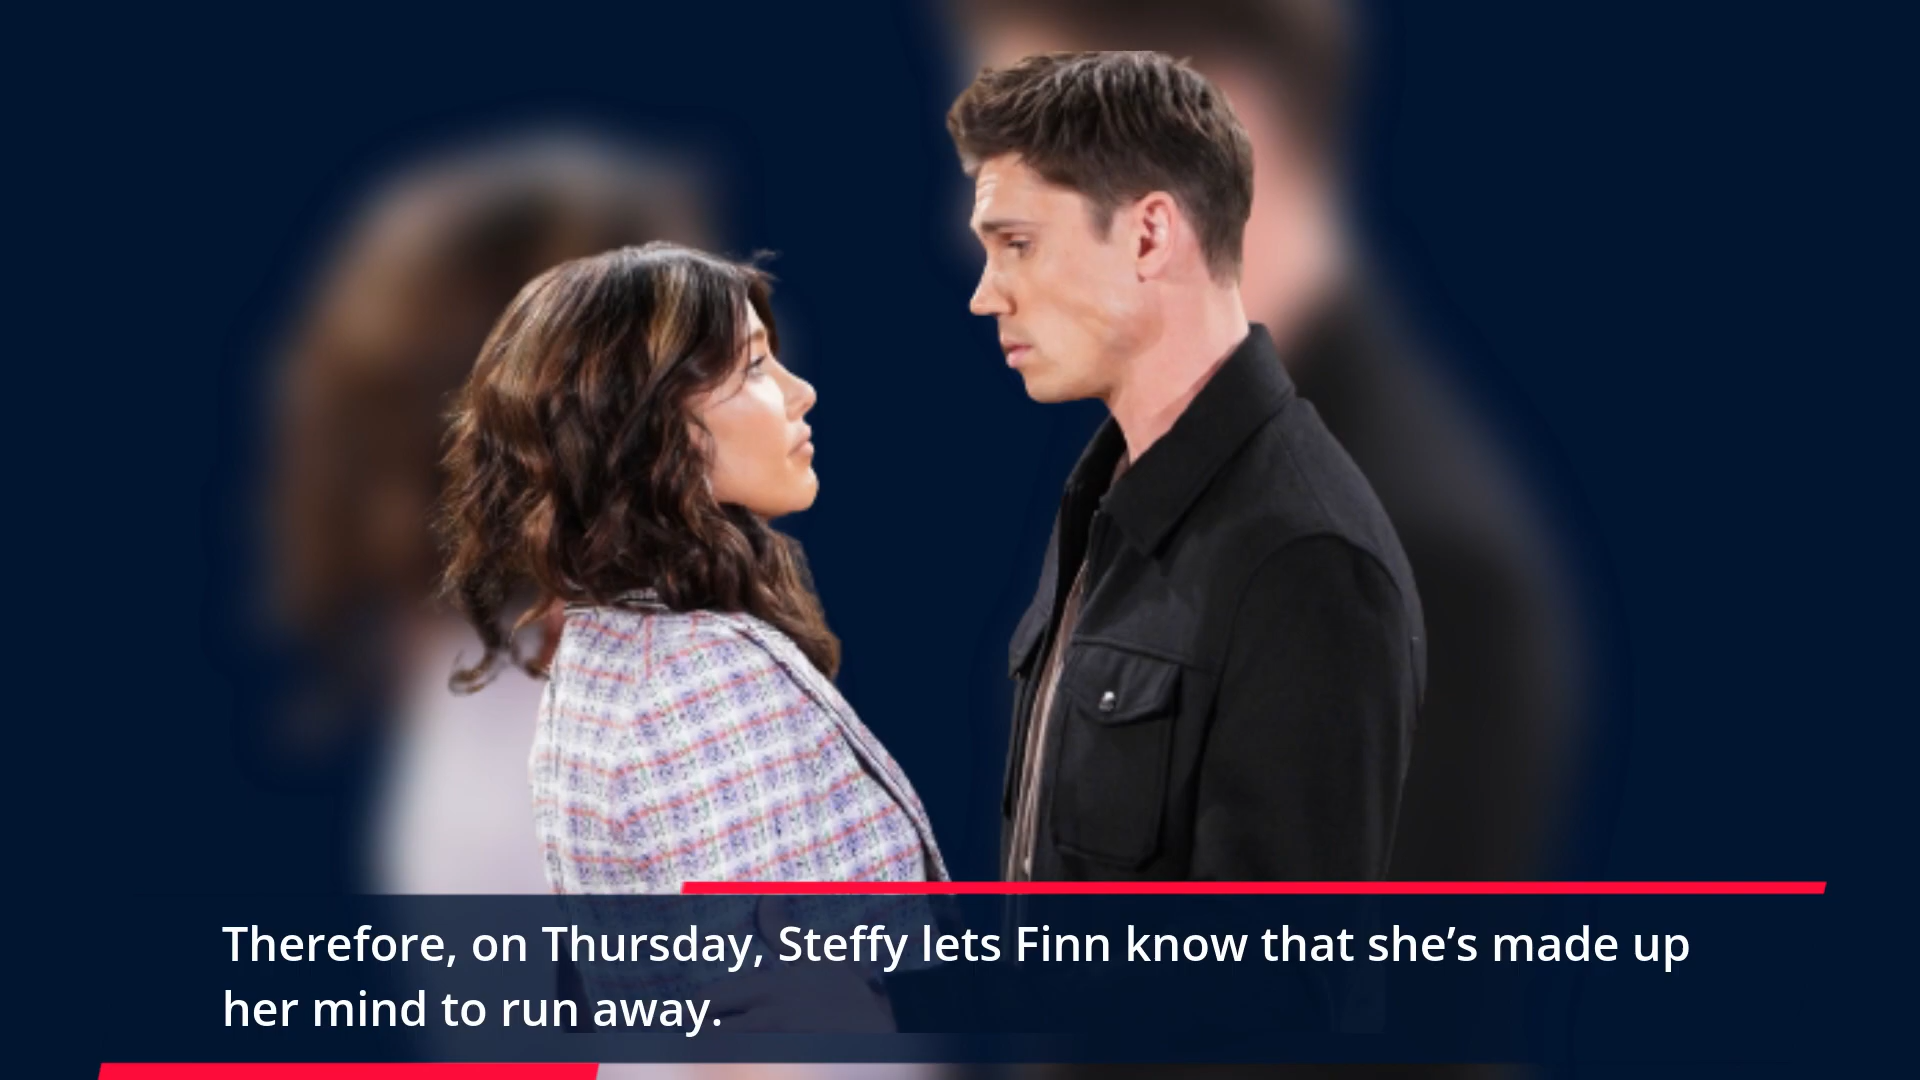 Therefore, on Thursday, Steffy lets Finn know that she’s made up
her mind to run away.